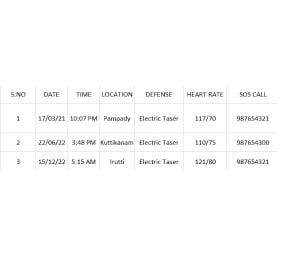 S.NO DATE TIME LOCATION DEFENSE HEART RATE SOS CALL
1 17/03/21 10:07 PM Pampady Electric Taser 117/70 987654321
2 22/06/22 3:48 PM Kuttikanam Electric Taser 110/75 987654300
3 15/12/22 5:15 AM Irutti Electric Taser 121/80 987654321